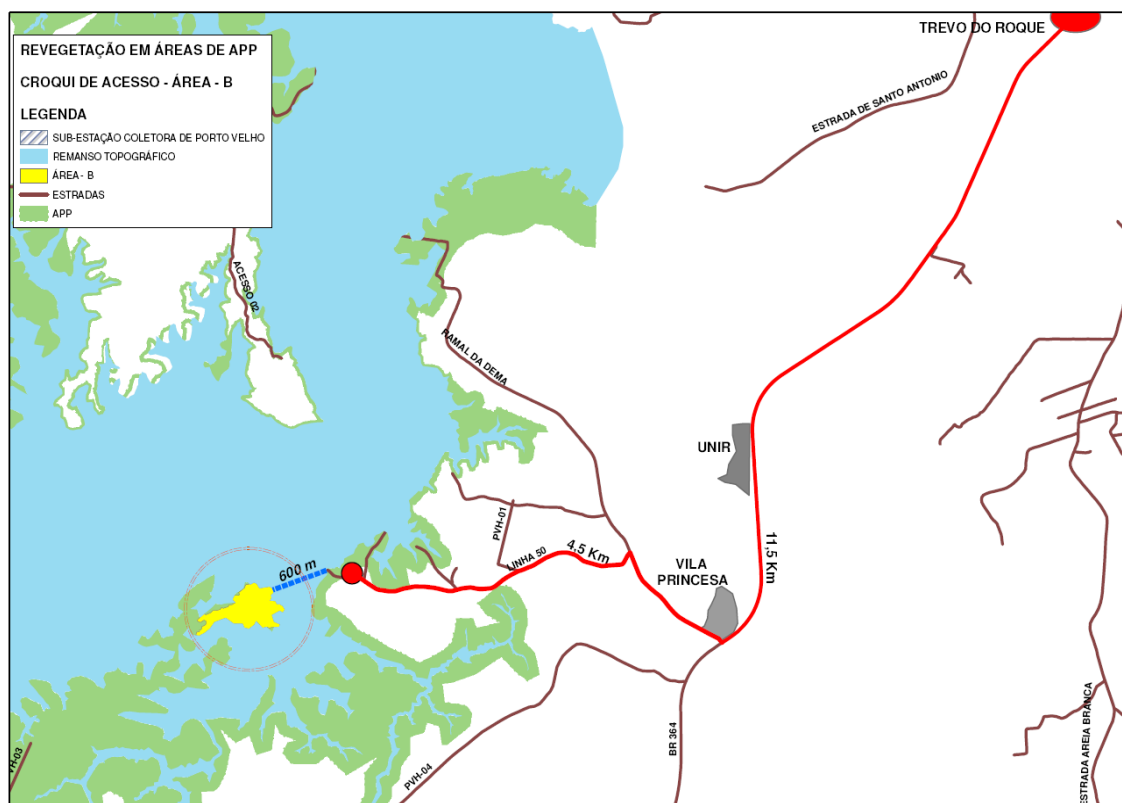 REVEGETAÇÃO EM ÁREAS DE APP
CROQUI DE ACESSO - ÁREA - B
LEGENDA
SUB-ESTAÇÃO COLETORA DE PORTO VELHO
REMANSO TOPOGRÁFICO
ÁREA - B
ESTRADAS
APP
TREVO DO ROQUE
ESTRADA DE SANTO ANTONIO
ACESSO 02
RAMAL DA DEMA
UNIR
PVH-01
LINHA 50
4,5 Km
11,5 Km
VILA
PRINCESA
600 m
BR 364
PVH-04
ESTRADA AREIA BRANCA
VH-03